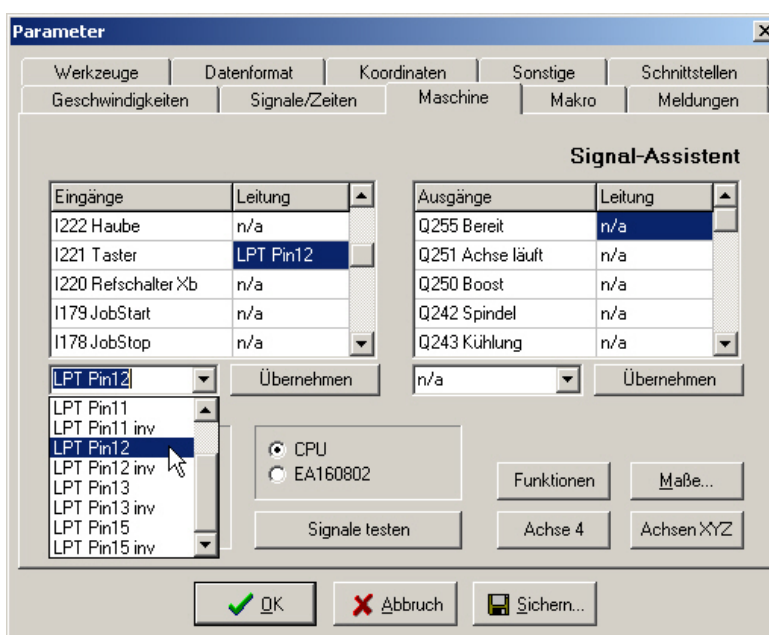 Parameter
Werkzeuge Datenformat Koordinaten Sonstige Schnittstellen
Geschwindigkeiten Signale/Zeiten Maschine Makro Meldungen
Signal-Assistent
Eingänge Leitung Ausgänge Leitung
I222 Haube n/a Q255 Bereit n/a
I221 Taster LPT Pin12 Q251 Achse läuft n/a
I220 Refschalter Xb n/a Q250 Boost n/a
I179 JobStart n/a Q242 Spindel n/a
I178 JobStop n/a Q243 Kühlung n/a
LPT Pin12 Übernehmen n/a Übernehmen
LPT Pin11
LPT Pin11 inv
LPT Pin12 CPU
LPT Pin12 inv EA160802 Funktionen Maße...
LPT Pin13
LPT Pin13 inv
LPT Pin15 Signale testen Achse 4 Achsen XYZ
LPT Pin15 inv
OK Abbruch Sichern...